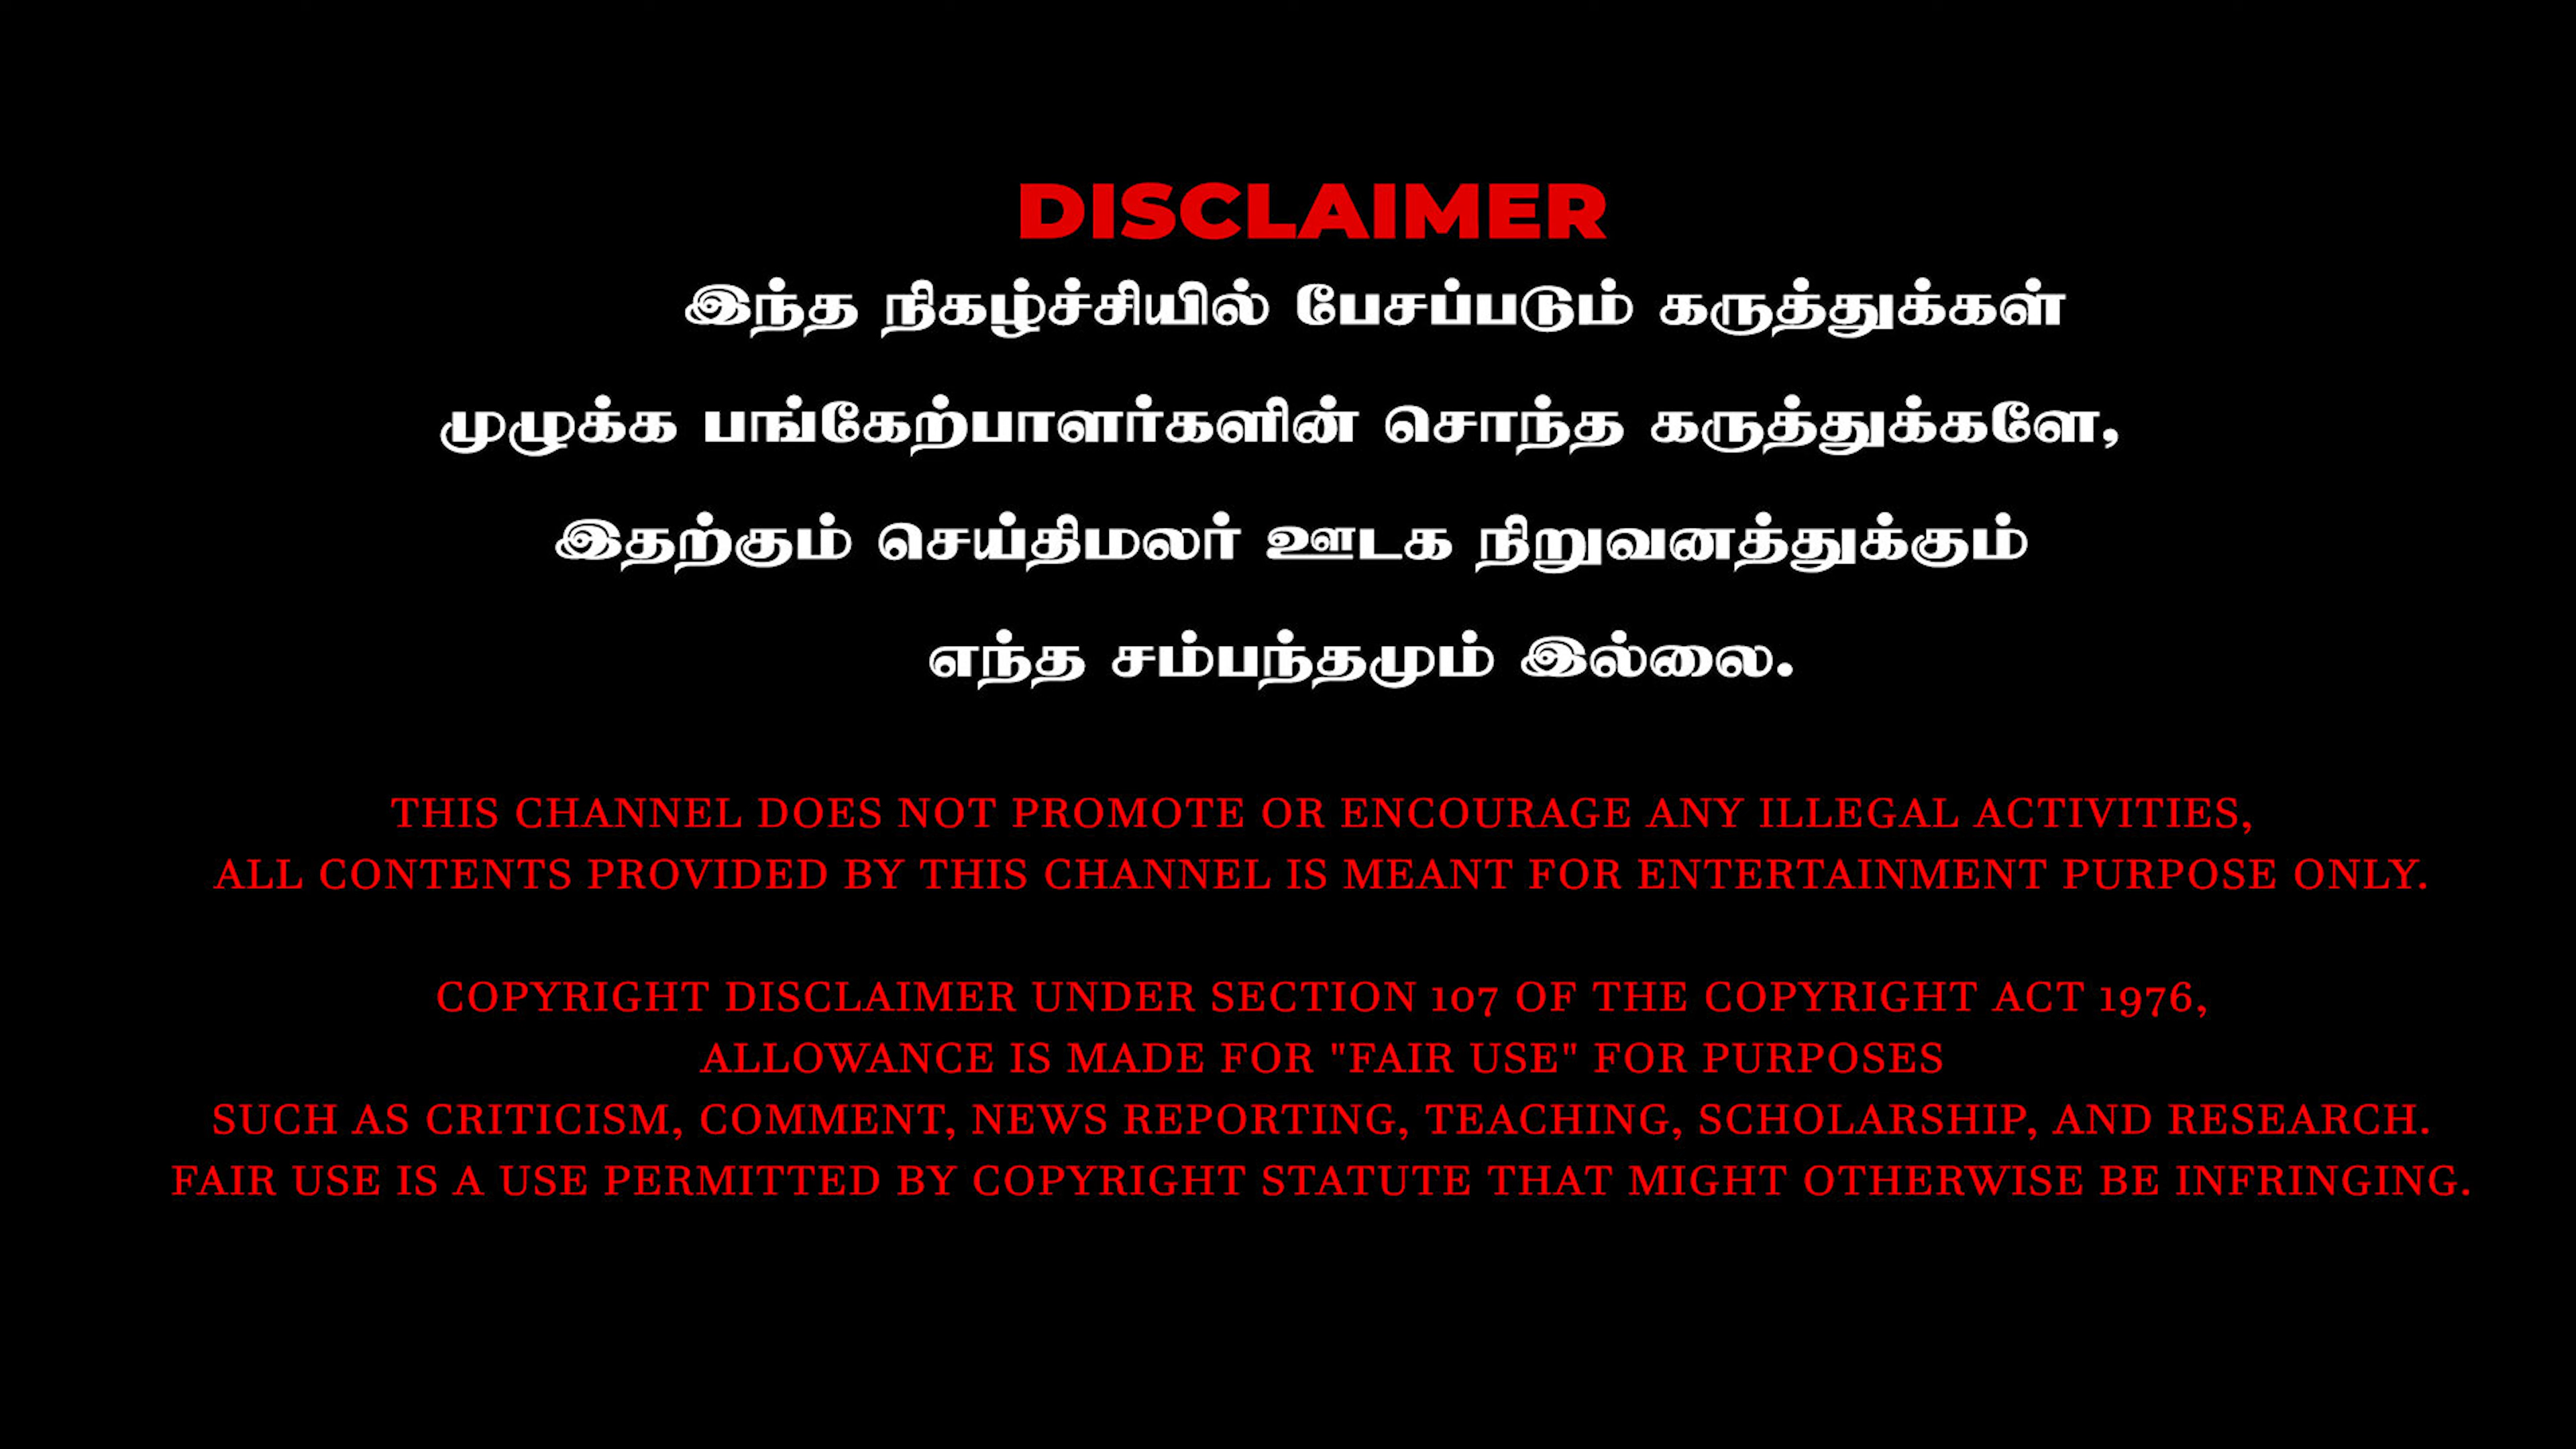 DISCLAIMER
இந்த நிகழ்ச்சியில் பேசப்படும் கருத்துக்கள்
முழுக்க பங்கேற்பாளர்களின் சொந்த கருத்துக்களே,
இதற்கும் செய்திமலர் ஊடக நிறுவனத்துக்கும்
எந்த சம்பந்தமும் இல்லை.
THIS CHANNEL DOES NOT PROMOTE OR ENCOURAGE ANY ILLEGAL ACTIVITIES,
ALL CONTENTS PROVIDED BY THIS CHANNEL IS MEANT FOR ENTERTAINMENT PURPOSE ONLY.
COPYRIGHT DISCLAIMER UNDER SECTION 107 OF THE COPYRIGHT ACT 1976,
ALLOWANCE IS MADE FOR "FAIR USE" FOR PURPOSES
SUCH AS CRITICISM, COMMENT, NEWS REPORTING, TEACHING, SCHOLARSHIP, AND RESEARCH.
FAIR USE IS A USE PERMITTED BY COPYRIGHT STATUTE THAT MIGHT OTHERWISE BE INFRINGING.